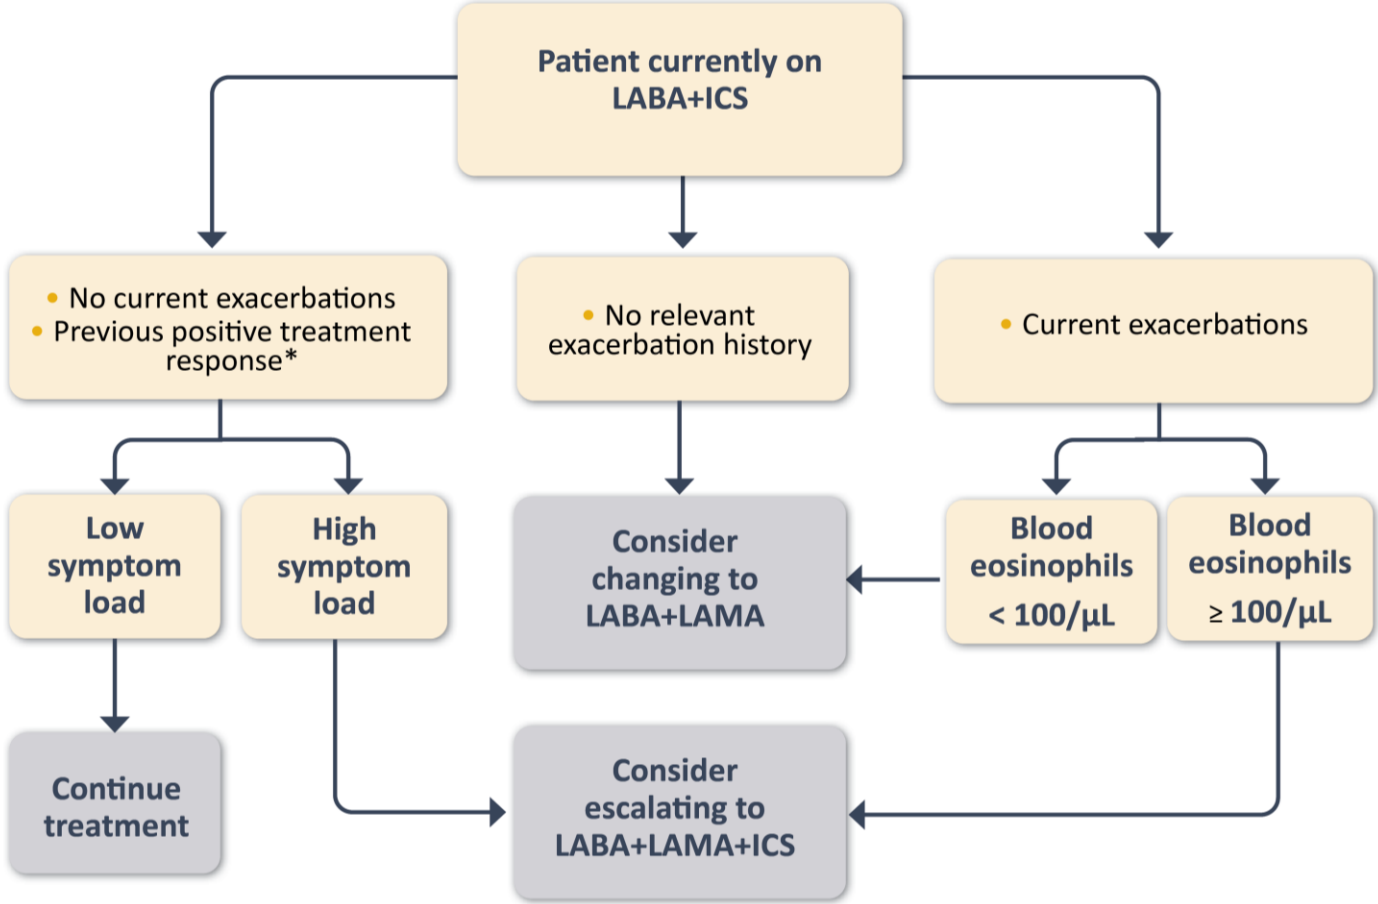 Patient currently on
LABA+ICS
• No current exacerbations
• Previous positive treatment
response*
• No relevant
exacerbation history
• Current exacerbations
Low
symptom
load
High
symptom
load
Consider
changing to
LABA+LAMA
Blood
eosinophils
< 100/µL
Blood
eosinophils
≥ 100/µL
Continue
treatment
Consider
escalating to
LABA+LAMA+ICS